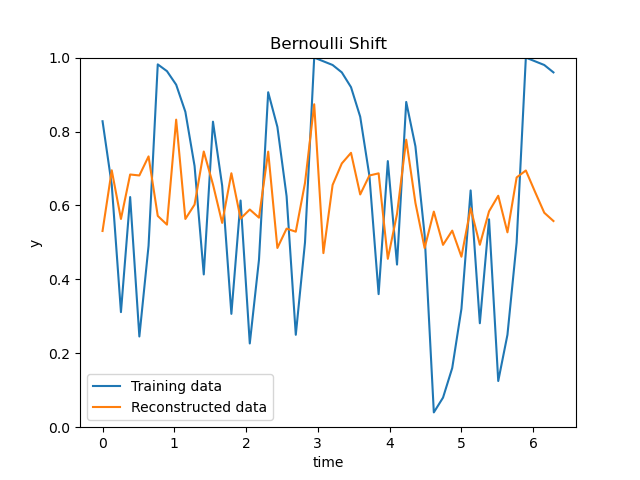 Bernoulli Shift
1.0
0.8
0.6
0.4
0.2
0.0
y
Training data
Reconstructed data
0 1 2 3 4 5 6
time